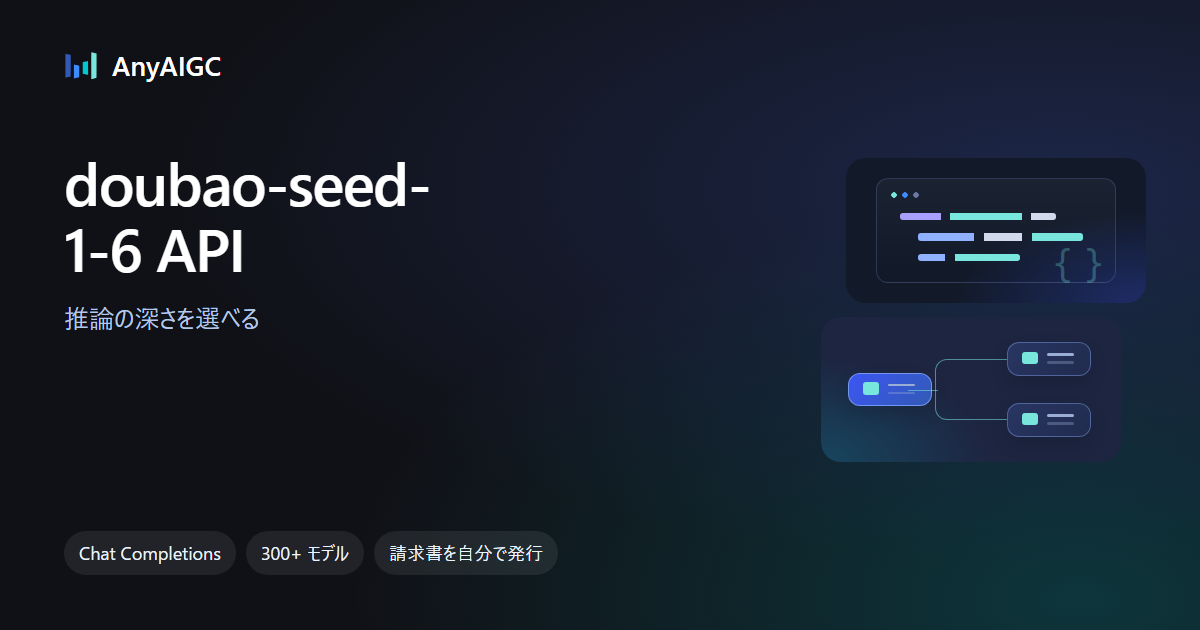 AnyAIGC
doubao-seed-
1-6 API
推論の深さを選べる
{ }
Chat Completions
300+ モデル
請求書を自分で発行